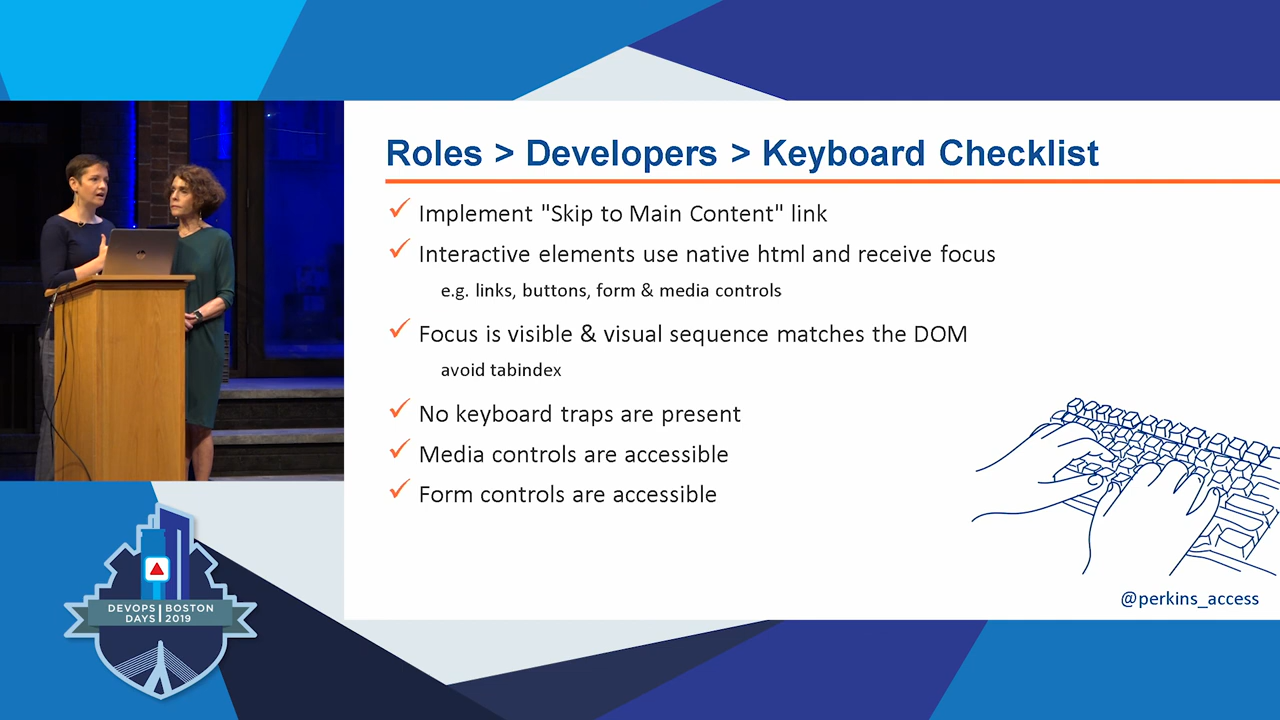 Roles > Developers > Keyboard Checklist
Implement "Skip to Main Content" link
Interactive elements use native html and receive focus
e.g. links, buttons, form & media controls
Focus is visible & visual sequence matches the DOM
avoid tabindex
No keyboard traps are present
Media controls are accessible
Form controls are accessible
@perkins_access
DEVOPS BOSTON
DAYS 2019